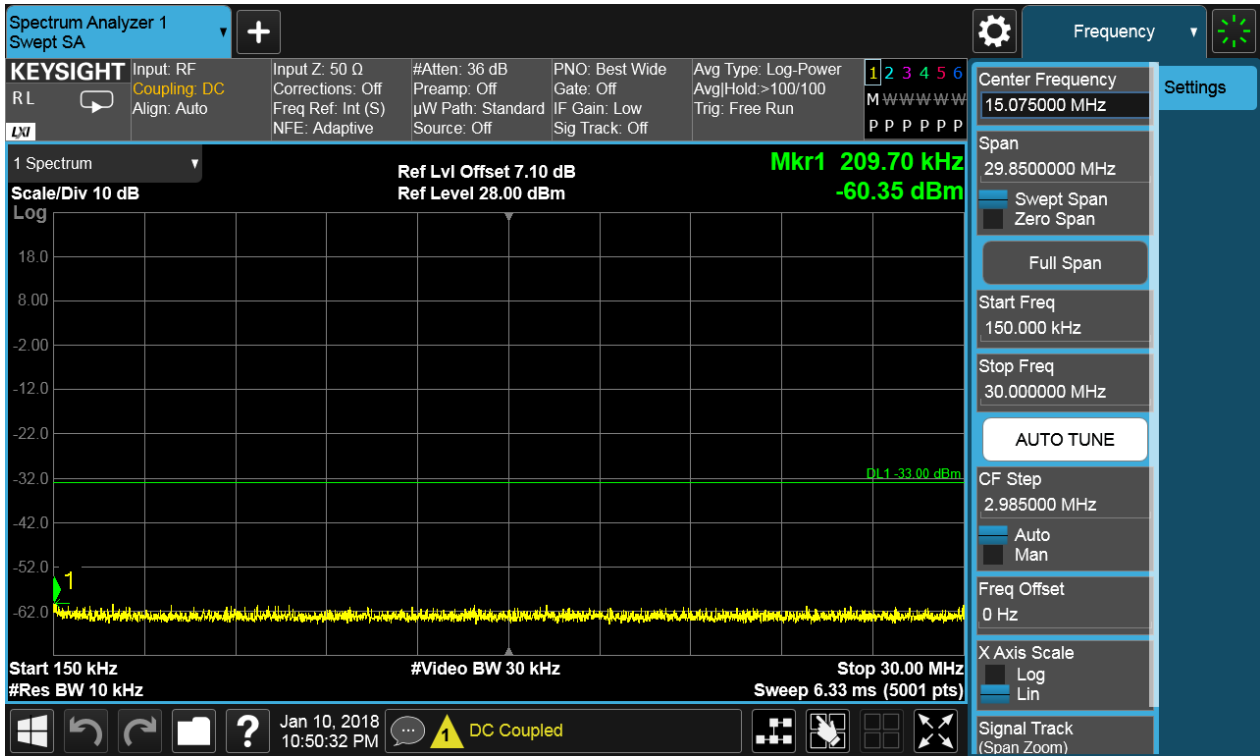 Spectrum Analyzer 1
Swept SA
+
Frequency
KEYSIGHT
R L
LXI
Input: RF
Coupling: DC
Align: Auto
Input Z: 50 Ω
Corrections: Off
Freq Ref: Int (S)
NFE: Adaptive
#Atten: 36 dB
Preamp: Off
µW Path: Standard
Source: Off
PNO: Best Wide
Gate: Off
IF Gain: Low
Sig Track: Off
Avg Type: Log-Power
Avg|Hold:>100/100
Trig: Free Run
1 2 3 4 5 6
M W W W W W
P P P P P P
1 Spectrum
Scale/Div 10 dB
Log
Ref Lvl Offset 7.10 dB
Ref Level 28.00 dBm
Mkr1 209.70 kHz
-60.35 dBm
18.0
8.00
-2.00
-12.0
-22.0
-32.0
-42.0
-52.0
-62.0
DL1 -33.00 dBm
1
Start 150 kHz
#Res BW 10 kHz
#Video BW 30 kHz
Stop 30.00 MHz
Sweep 6.33 ms (5001 pts)
Center Frequency
15.075000 MHz
Span
29.8500000 MHz
Swept Span
Zero Span
Full Span
Start Freq
150.000 kHz
Stop Freq
30.000000 MHz
AUTO TUNE
CF Step
2.985000 MHz
Auto
Man
Freq Offset
0 Hz
X Axis Scale
Log
Lin
Signal Track
(Span Zoom)
Settings
?
Jan 10, 2018
10:50:32 PM
1
DC Coupled